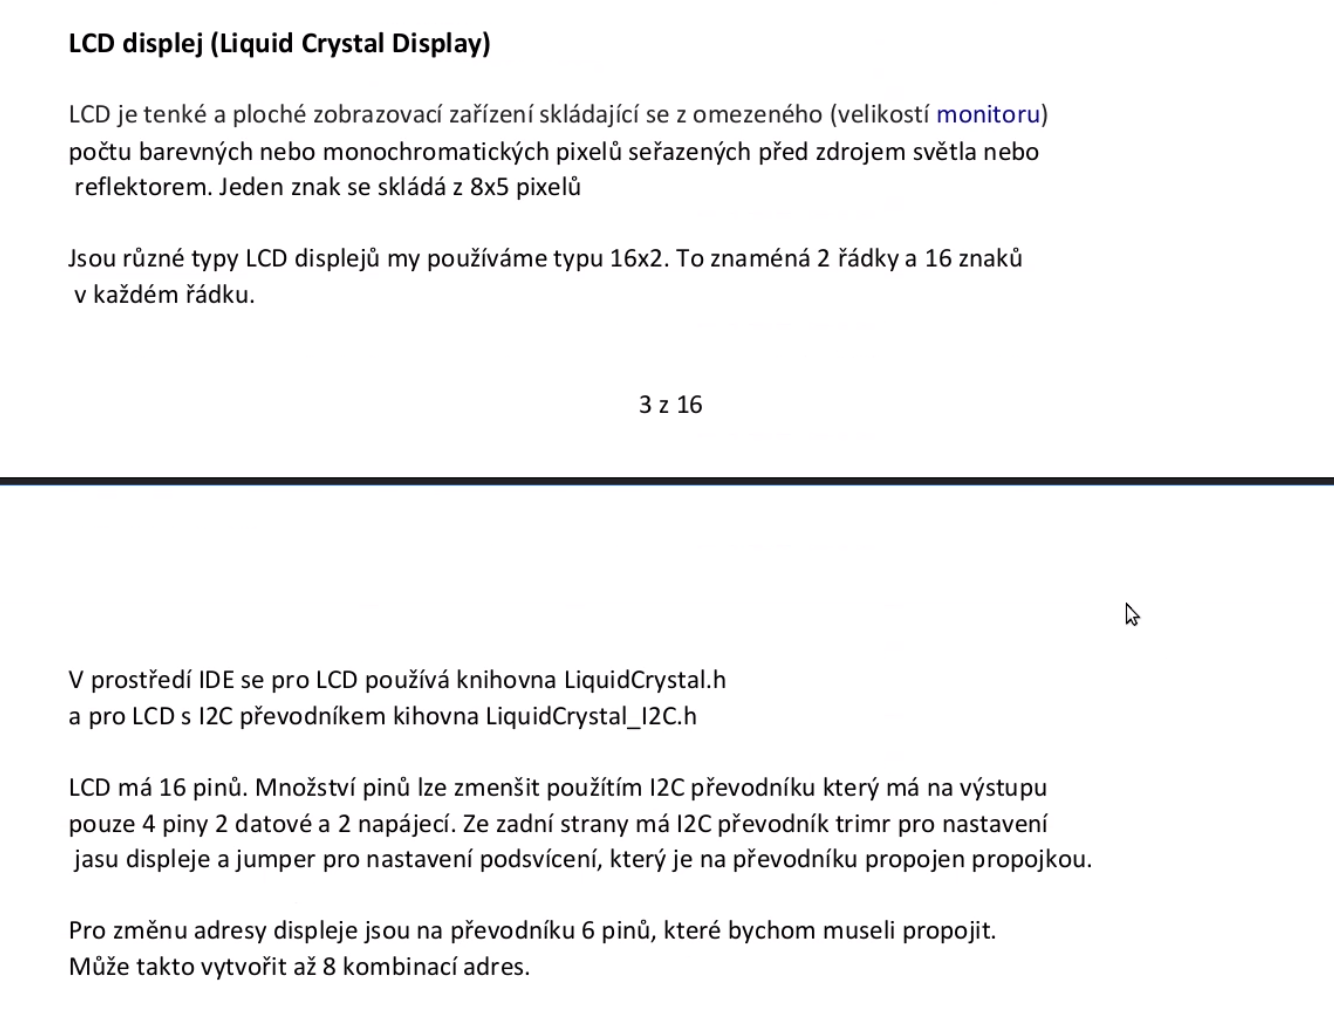 LCD displej (Liquid Crystal Display)
LCD je tenké a ploché zobrazovací zařízení skládající se z omezeného (velikostí monitoru)
počtu barevných nebo monochromatických pixelů seřazených před zdrojem světla nebo
reflektorem. Jeden znak se skládá z 8x5 pixelů
Jsou různé typy LCD displejů my používáme typu 16x2. To znaméná 2 řádky a 16 znaků
v každém řádku.
3 z 16
V prostředí IDE se pro LCD používá knihovna LiquidCrystal.h
a pro LCD s I2C převodníkem kihovna LiquidCrystal_I2C.h
LCD má 16 pinů. Množství pinů lze zmenšit použítím I2C převodníku který má na výstupu
pouze 4 piny 2 datové a 2 napájecí. Ze zadní strany má I2C převodník trimr pro nastavení
jasu displeje a jumper pro nastavení podsvícení, který je na převodníku propojen propojkou.
Pro změnu adresy displeje jsou na převodníku 6 pinů, které bychom museli propojit.
Může takto vytvořit až 8 kombinací adres.